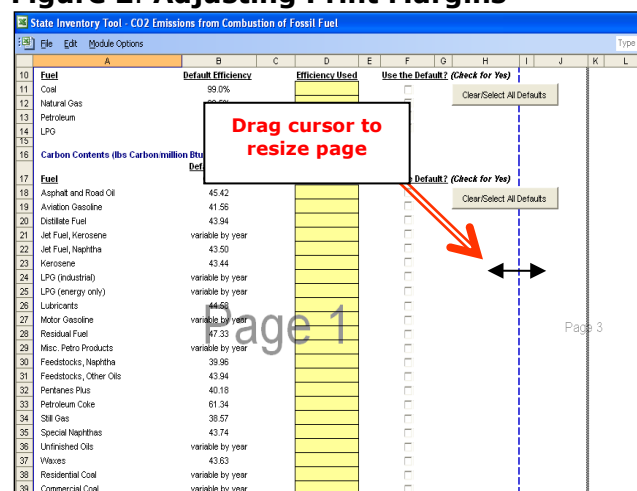 State Inventory Tool - CO2 Emissions from Combustion of Fossil Fuel
File Edit Module Options Type
A B C D E F G H I J K L
10 Fuel Default Efficiency Efficiency Used Use the Default? (Check for Yes)
11 Coal 99.0%
Clear/Select All Defaults
12 Natural Gas
13 Petroleum
14 LPG
15
Drag cursor to
resize page
16 Carbon Contents (lbs Carbon/million Btu
17 Fuel Default? (Check for Yes)
18 Asphalt and Road Oil 45.42
Clear/Select All Defaults
19 Aviation Gasoline 41.56
20 Distillate Fuel 43.94
21 Jet Fuel, Kerosene variable by year
22 Jet Fuel, Naphtha 43.50
23 Kerosene 43.44
24 LPG (industrial) variable by year
25 LPG (energy only) variable by year
26 Lubricants 44.58
27 Motor Gasoline variable by year
28 Residual Fuel 47.33
Page 1
Page 3
29 Misc. Petro Products variable by year
30 Feedstocks, Naphtha 39.96
31 Feedstocks, Other Oils 43.94
32 Pentanes Plus 40.18
33 Petroleum Coke 61.34
34 Still Gas 38.57
35 Special Naphthas 43.74
36 Unfinished Oils variable by year
37 Waxes 43.63
38 Residential Coal variable by year
39 Commercial Coal variable by year